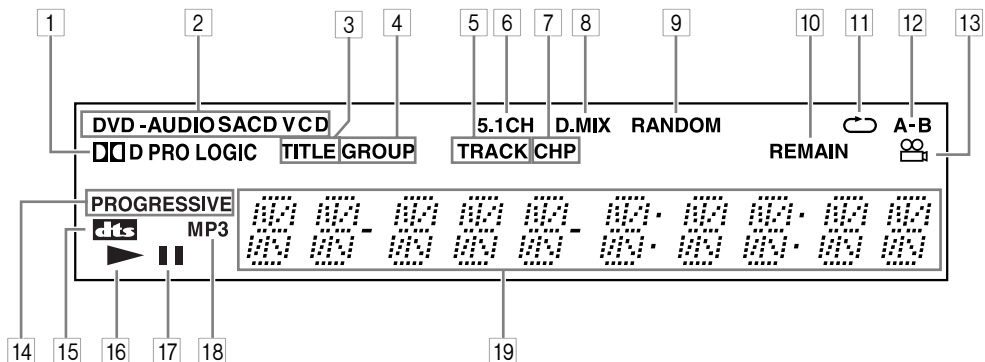 1 2 3 4 5 6 7 8 9 10 11 12 13
DVD-AUDIO SACD VCD 5.1CH D.MIX RANDOM A-B
D PRO LOGIC TITLE GROUP TRACK CHP REMAIN
PROGRESSIVE
dts MP3
14 15 16 17 18 19